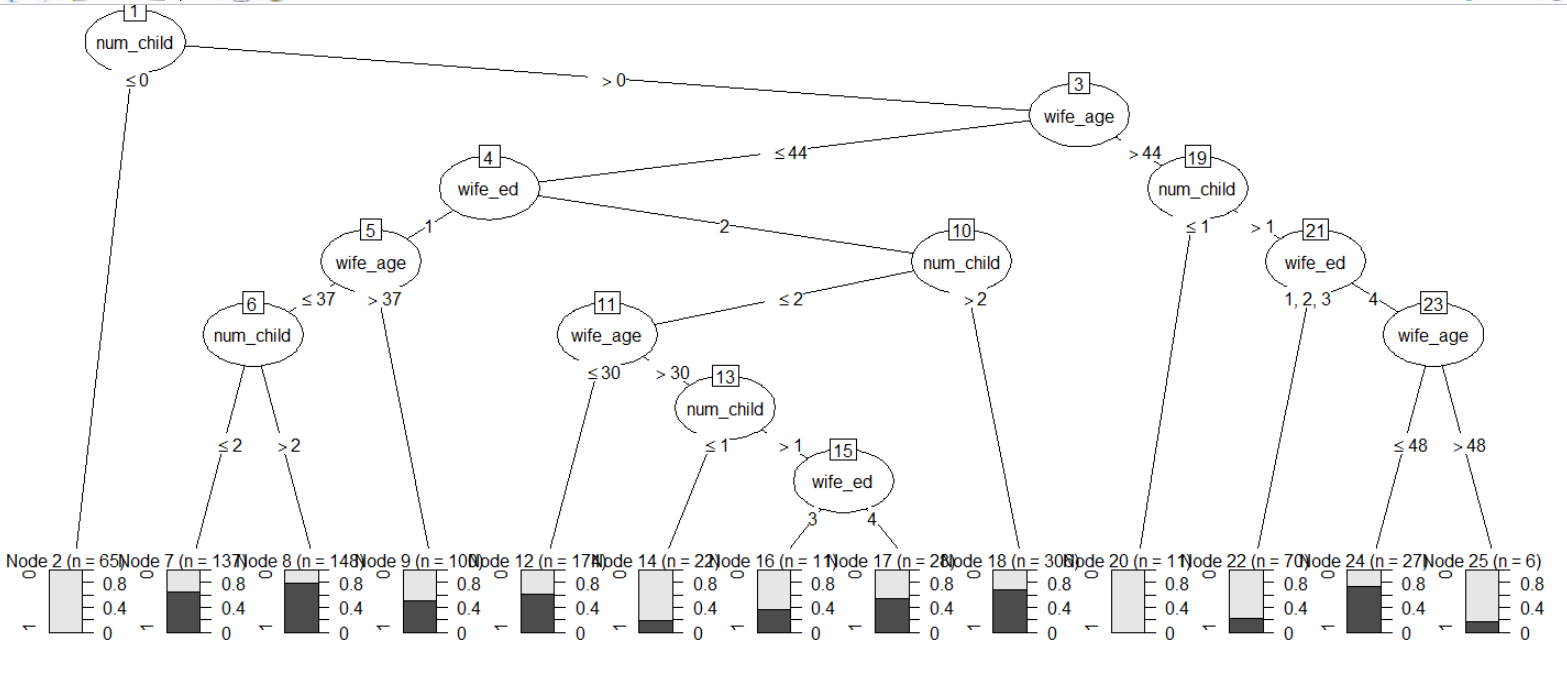 1
num_child
≤ 0
> 0
3
wife_age
≤ 44
> 44
4
wife_ed
19
num_child
1
2
≤ 1
> 1
5
wife_age
10
num_child
21
wife_ed
≤ 37
> 37
≤ 2
> 2
1, 2, 3
4
6
num_child
11
wife_age
23
wife_age
≤ 30
> 30
13
num_child
≤ 2
> 2
≤ 1
> 1
≤ 48
> 48
15
wife_ed
3
4
Node 2 (n = 65)
Node 7 (n = 137)
Node 8 (n = 148)
Node 9 (n = 100)
Node 12 (n = 174)
Node 14 (n = 22)
Node 16 (n = 11)
Node 17 (n = 28)
Node 18 (n = 306)
Node 20 (n = 11)
Node 22 (n = 70)
Node 24 (n = 27)
Node 25 (n = 6)
0 0.8 0 0.8 0 0.8 0 0.8 0 0.8 0 0.8 0 0.8 0 0.8 0 0.8 0 0.8 0 0.8 0 0.8 0 0.8
0.4 0.4 0.4 0.4 0.4 0.4 0.4 0.4 0.4 0.4 0.4 0.4 0.4
1 0 1 0 1 0 1 0 1 0 1 0 1 0 1 0 1 0 1 0 1 0 1 0 1 0